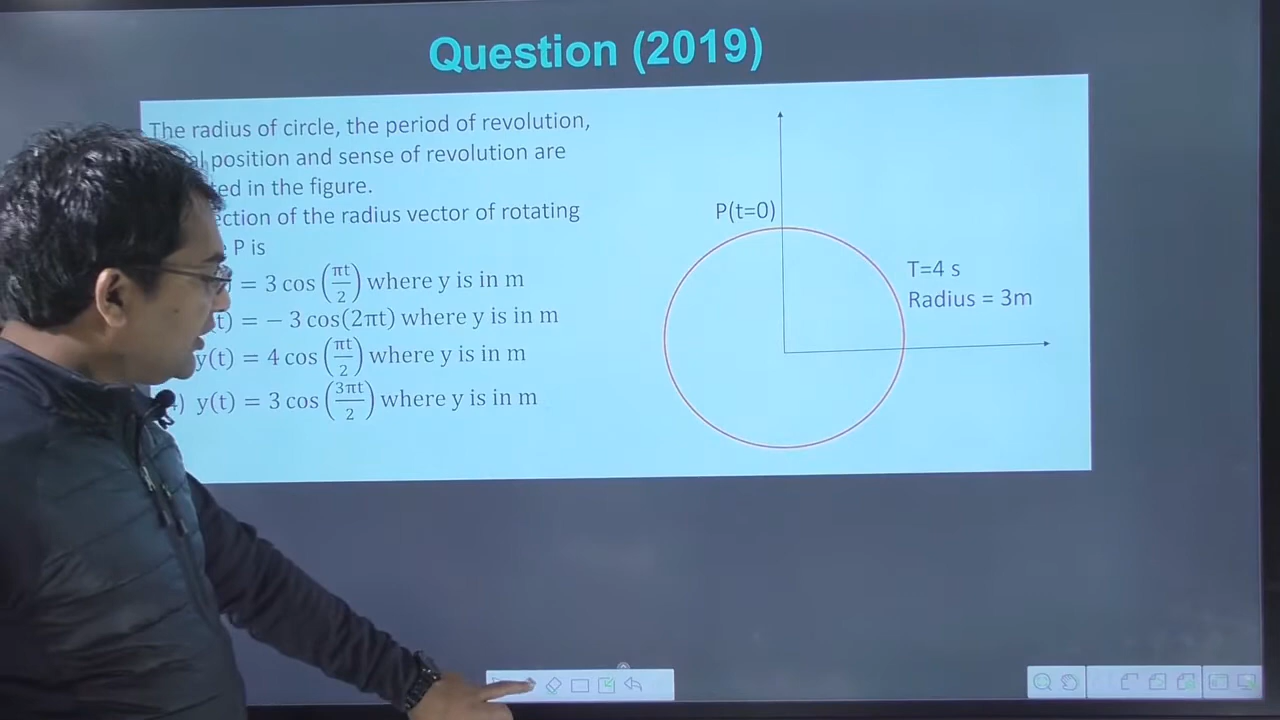 Question (2019)
The radius of circle, the period of revolution,
position and sense of revolution are
in the figure.
of the radius vector of rotating
P is
= 3 cos (πt/2) where y is in m
t) = − 3 cos(2πt) where y is in m
y(t) = 4 cos (πt/2) where y is in m
4) y(t) = 3 cos (3πt/2) where y is in m
P(t=0)
T=4 s
Radius = 3m